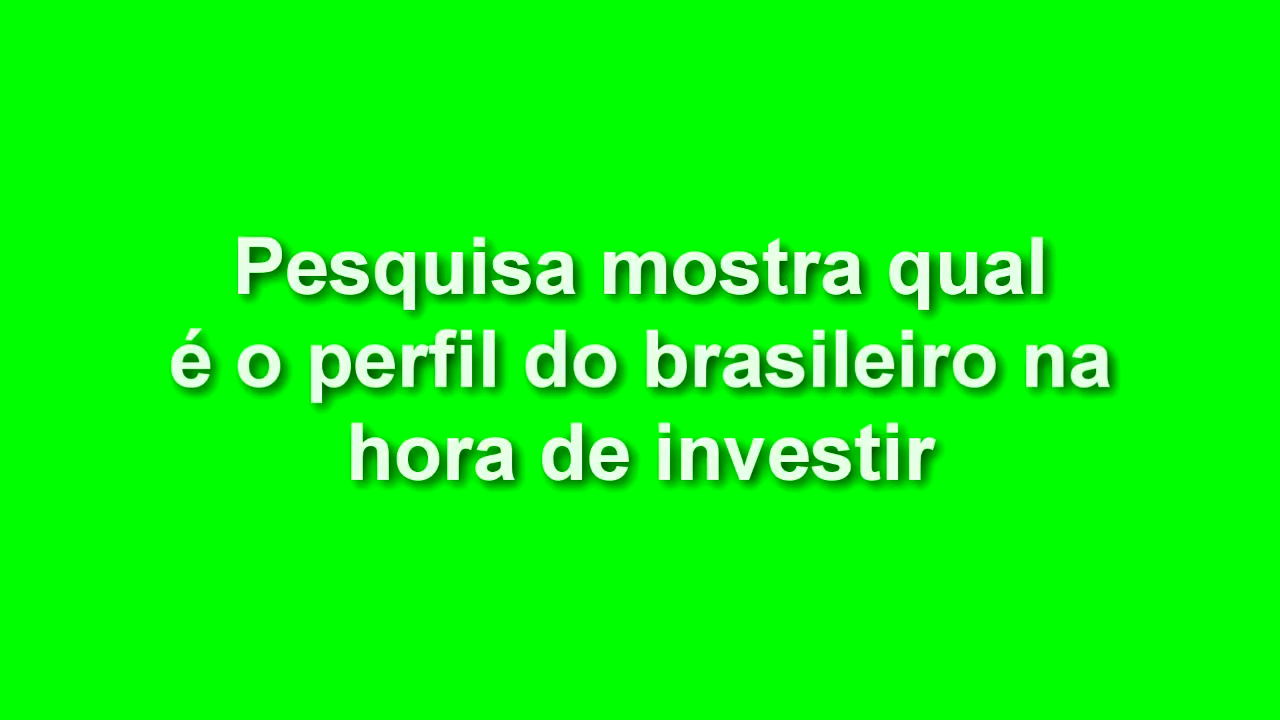 Pesquisa mostra qual
é o perfil do brasileiro na
hora de investir